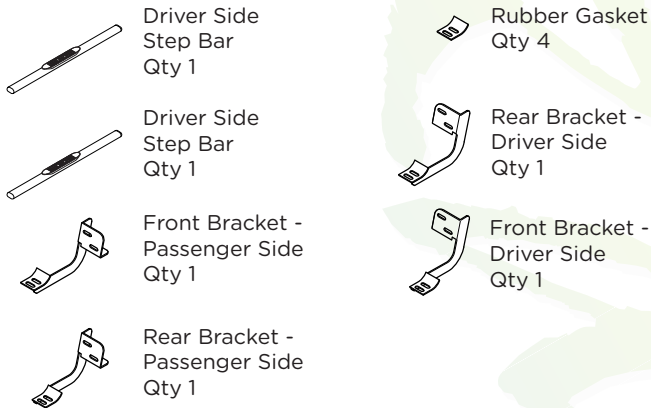 Driver Side
Step Bar
Qty 1
Driver Side
Step Bar
Qty 1
Front Bracket -
Passenger Side
Qty 1
Rear Bracket -
Passenger Side
Qty 1
Rubber Gasket
Qty 4
Rear Bracket -
Driver Side
Qty 1
Front Bracket -
Driver Side
Qty 1